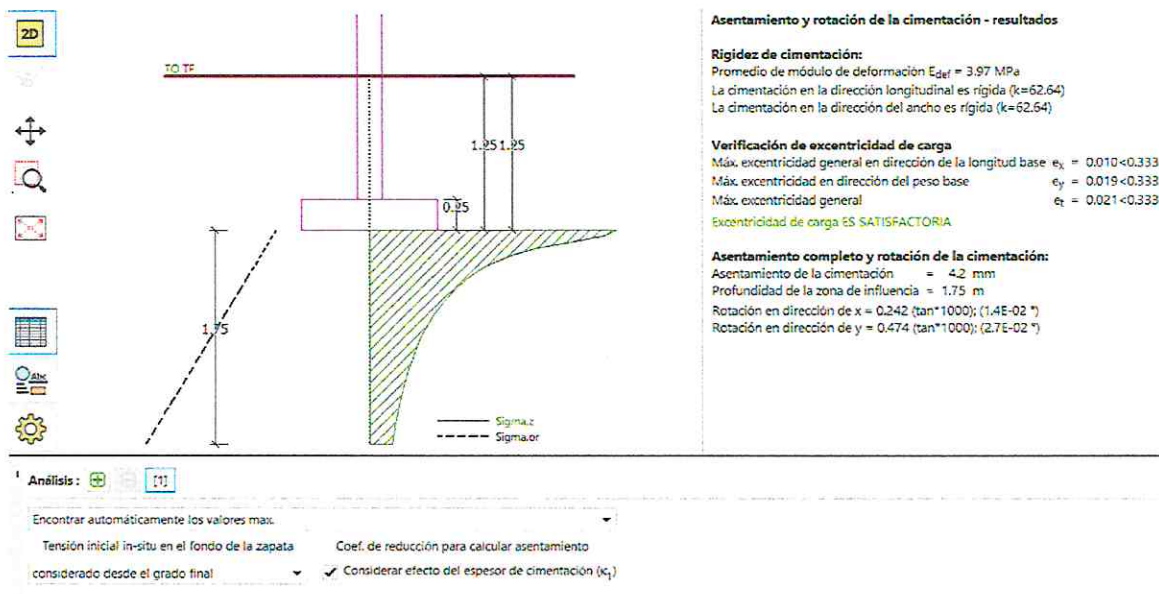 2D
TO TF
1.25
1.25
0.25
1.75
Sigma,z
Sigma,or
Asentamiento y rotación de la cimentación - resultados
Rigidez de cimentación:
Promedio de módulo de deformación Edef = 3.97 MPa
La cimentación en la dirección longitudinal es rígida (k=62.64)
La cimentación en la dirección del ancho es rígida (k=62.64)
Verificación de excentricidad de carga
Máx. excentricidad general en dirección de la longitud base ex = 0.010<0.333
Máx. excentricidad en dirección del peso base ey = 0.019<0.333
Máx. excentricidad general et = 0.021<0.333
Excentricidad de carga ES SATISFACTORIA
Asentamiento completo y rotación de la cimentación:
Asentamiento de la cimentación = 4.2 mm
Profundidad de la zona de influencia = 1.75 m
Rotación en dirección de x = 0.242 (tan*1000); (1.4E-02 °)
Rotación en dirección de y = 0.474 (tan*1000); (2.7E-02 °)
Abc
Análisis :
[1]
Encontrar automáticamente los valores max.
Tensión inicial in-situ en el fondo de la zapata
Coef. de reducción para calcular asentamiento
considerado desde el grado final
Considerar efecto del espesor de cimentación (κ1)